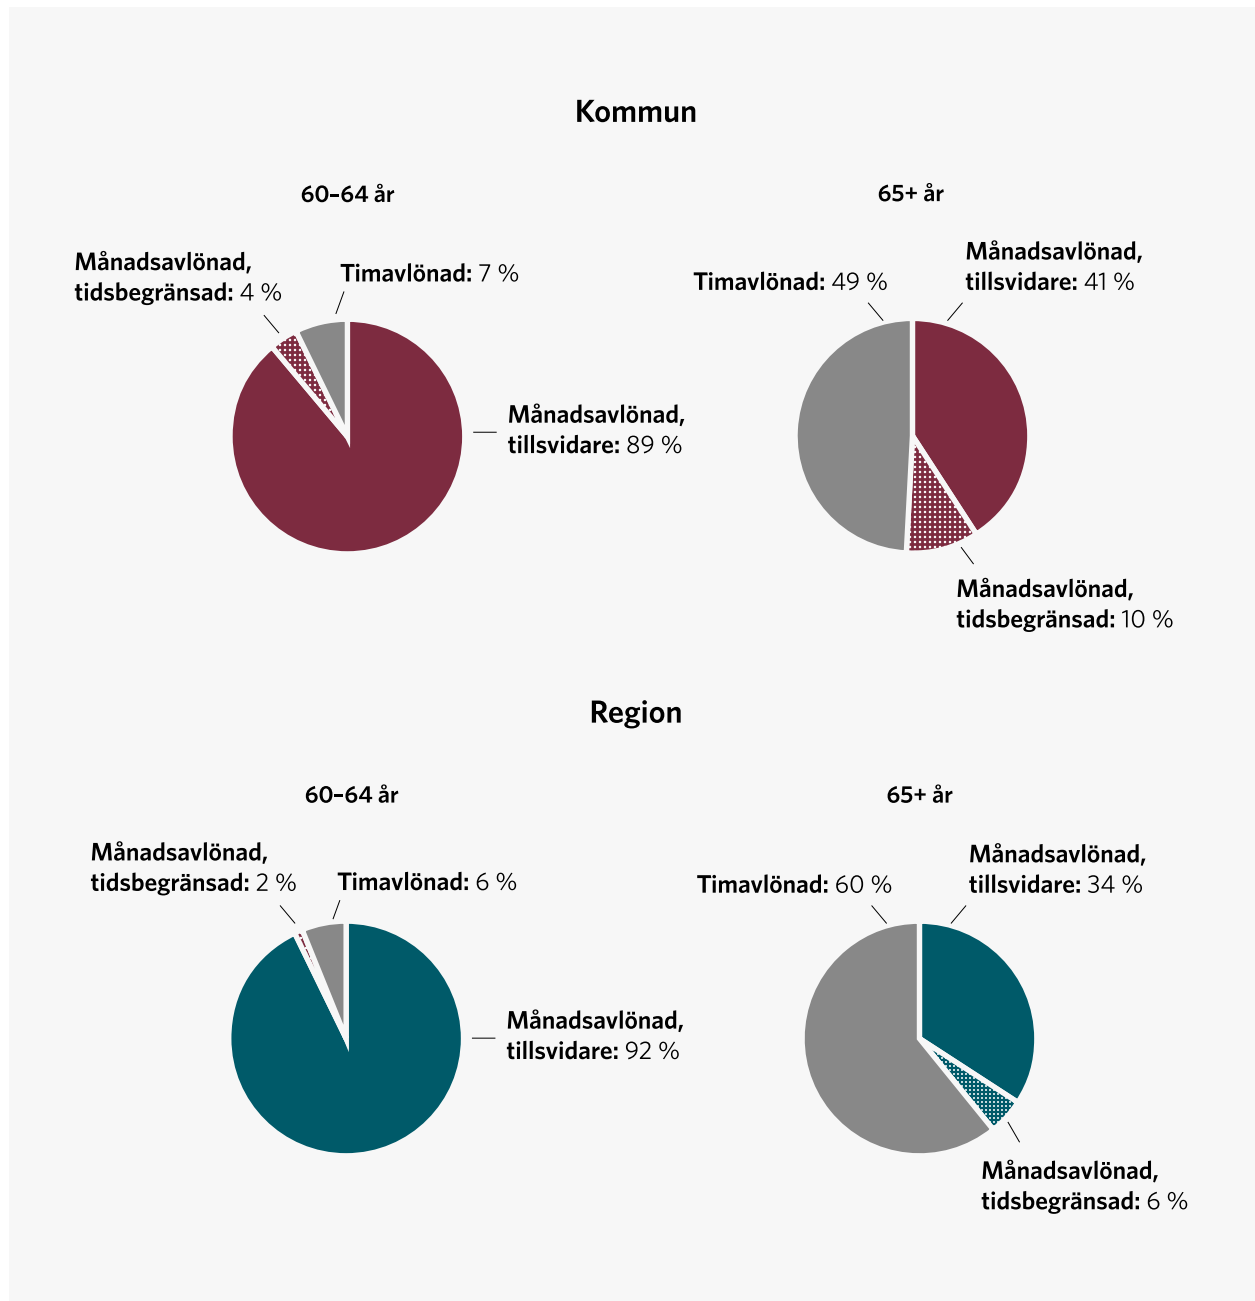 Kommun
60–64 år
Månadsavlönad,
tidsbegränsad: 4 %
Timavlönad: 7 %
Månadsavlönad,
tillsvidare: 89 %
65+ år
Timavlönad: 49 %
Månadsavlönad,
tillsvidare: 41 %
Månadsavlönad,
tidsbegränsad: 10 %
Region
60–64 år
Månadsavlönad,
tidsbegränsad: 2 %
Timavlönad: 6 %
Månadsavlönad,
tillsvidare: 92 %
65+ år
Timavlönad: 60 %
Månadsavlönad,
tillsvidare: 34 %
Månadsavlönad,
tidsbegränsad: 6 %